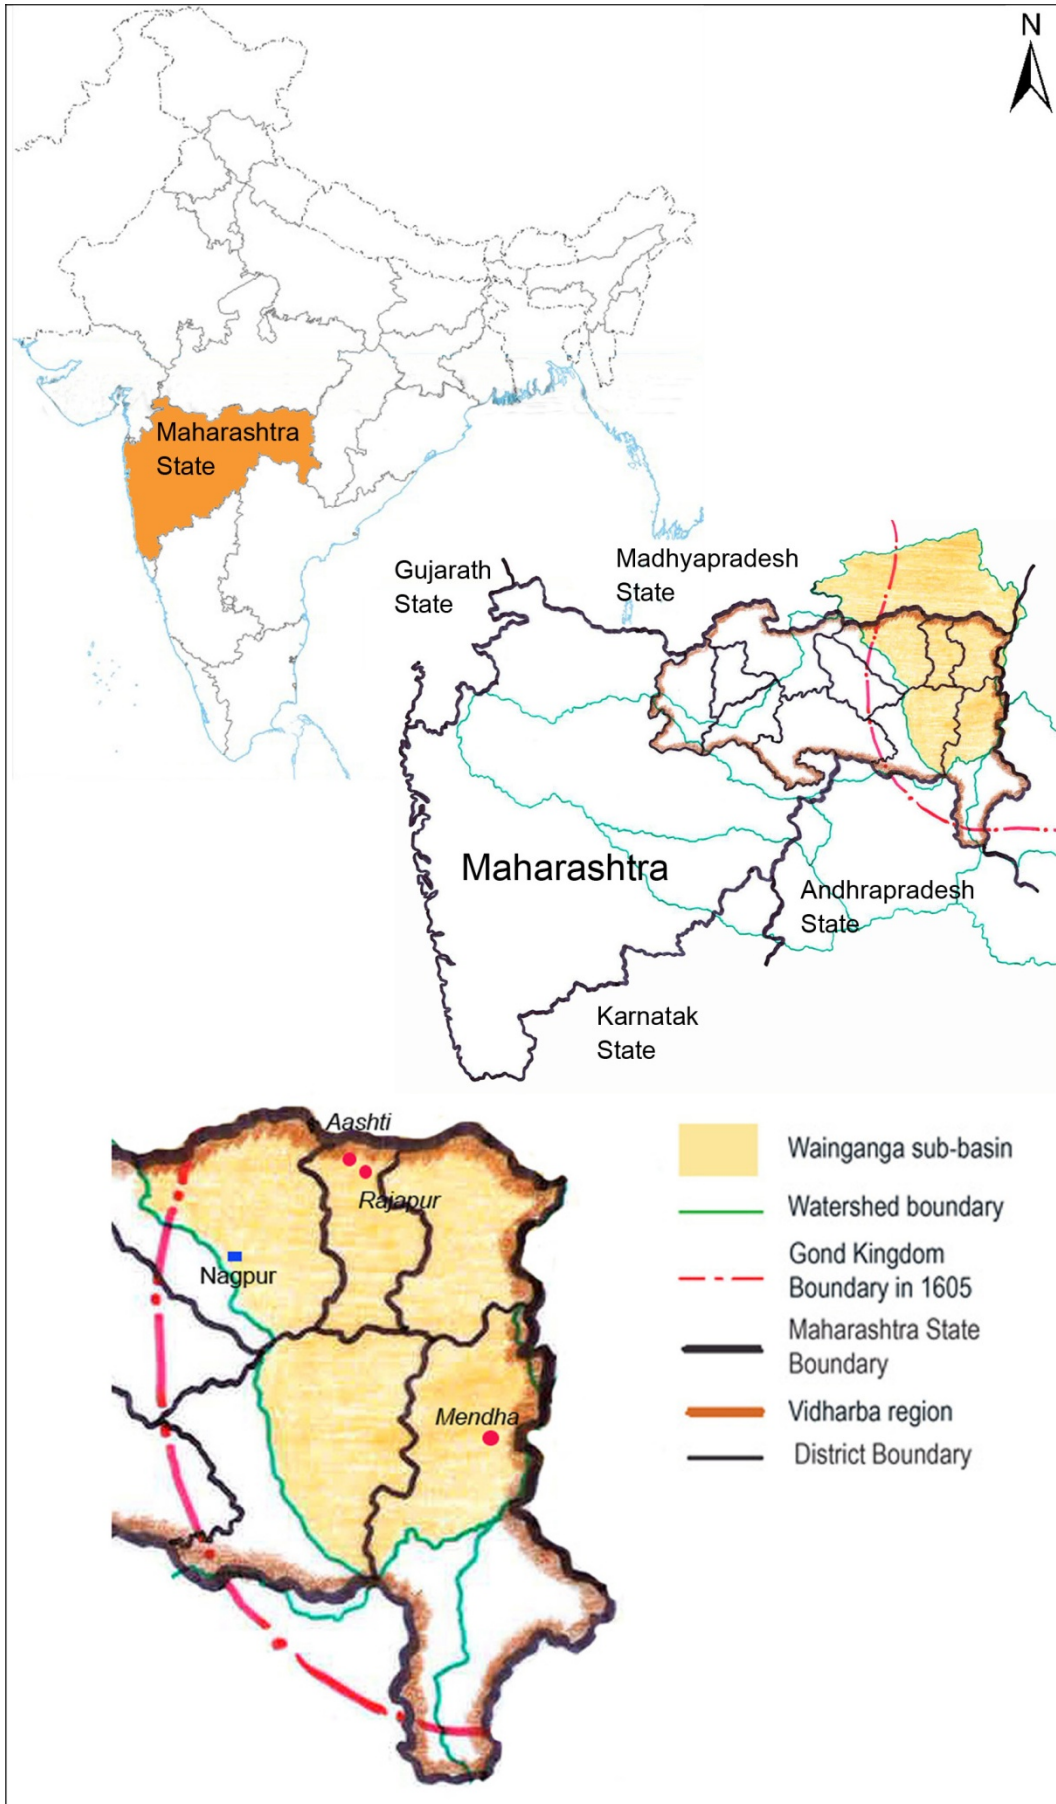 N
Maharashtra
State
Gujarath
State
Madhyapradesh
State
Maharashtra
Andhrapradesh
State
Karnatak
State
Aashti
Rajapur
Nagpur
Mendha
Wainganga sub-basin
Watershed boundary
Gond Kingdom
Boundary in 1605
Maharashtra State
Boundary
Vidharba region
District Boundary